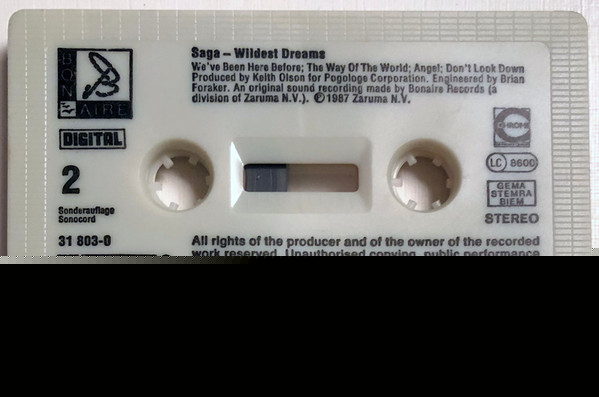 BON
AIRE
DIGITAL
2
Sonderauflage
Sonocord
31 803-0
Saga – Wildest Dreams
We've Been Here Before; The Way Of The World; Angel; Don't Look Down
Produced by Keith Olson for Pogologo Corporation. Engineered by Brian
Foraker. An original sound recording made by Bonaire Records (a
division of Zaruma N.V.). ℗1987 Zaruma N.V.
CHROME
LC 8600
GEMA
STEMRA
BIEM
STEREO
All rights of the producer and of the owner of the recorded
work reserved. Unauthorised copying, public performance